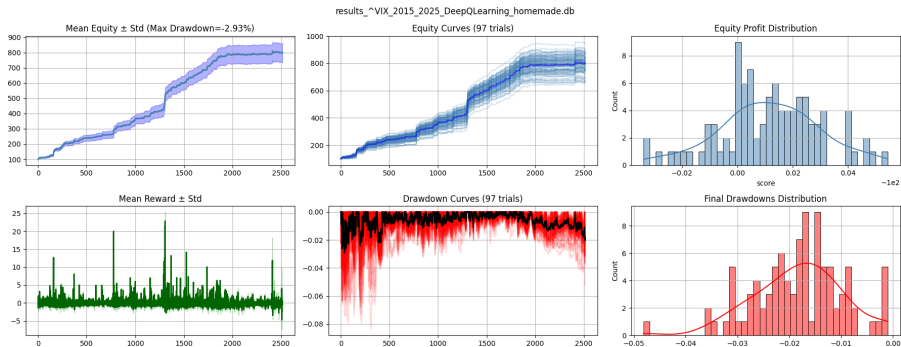 results_^VIX_2015_2025_DeepQLearning_homemade.db
Mean Equity ± Std (Max Drawdown=-2.93%)
900
800
700
600
500
400
300
200
100
0 500 1000 1500 2000 2500
Equity Curves (97 trials)
1000
800
600
400
200
0 500 1000 1500 2000 2500
Equity Profit Distribution
Count
8
6
4
2
0
−0.02 0.00 0.02 0.04
score
−1e2
Mean Reward ± Std
25
20
15
10
5
0
−5
0 500 1000 1500 2000 2500
Drawdown Curves (97 trials)
0.00
−0.02
−0.04
−0.06
−0.08
0 500 1000 1500 2000 2500
Final Drawdowns Distribution
Count
8
6
4
2
0
−0.05 −0.04 −0.03 −0.02 −0.01 0.00